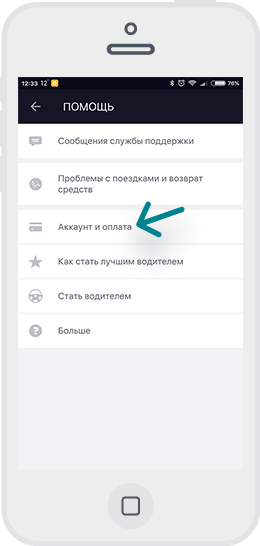 12:33 12° 76%
ПОМОЩЬ
Сообщения службы поддержки
Проблемы с поездками и возврат
средств
Аккаунт и оплата
Как стать лучшим водителем
Стать водителем
Больше